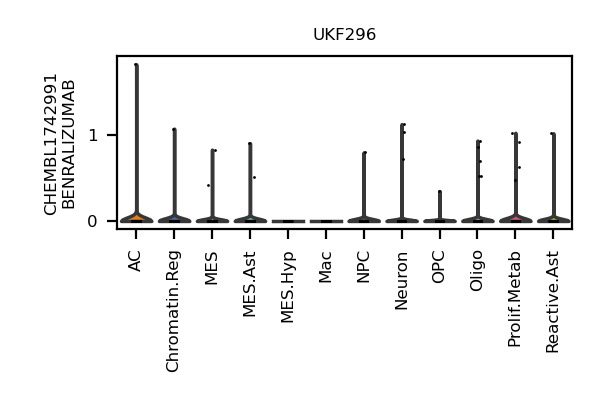 UKF296
CHEMBL1742991
BENRALIZUMAB
1
0
AC
Chromatin.Reg
MES
MES.Ast
MES.Hyp
Mac
NPC
Neuron
OPC
Oligo
Prolif.Metab
Reactive.Ast